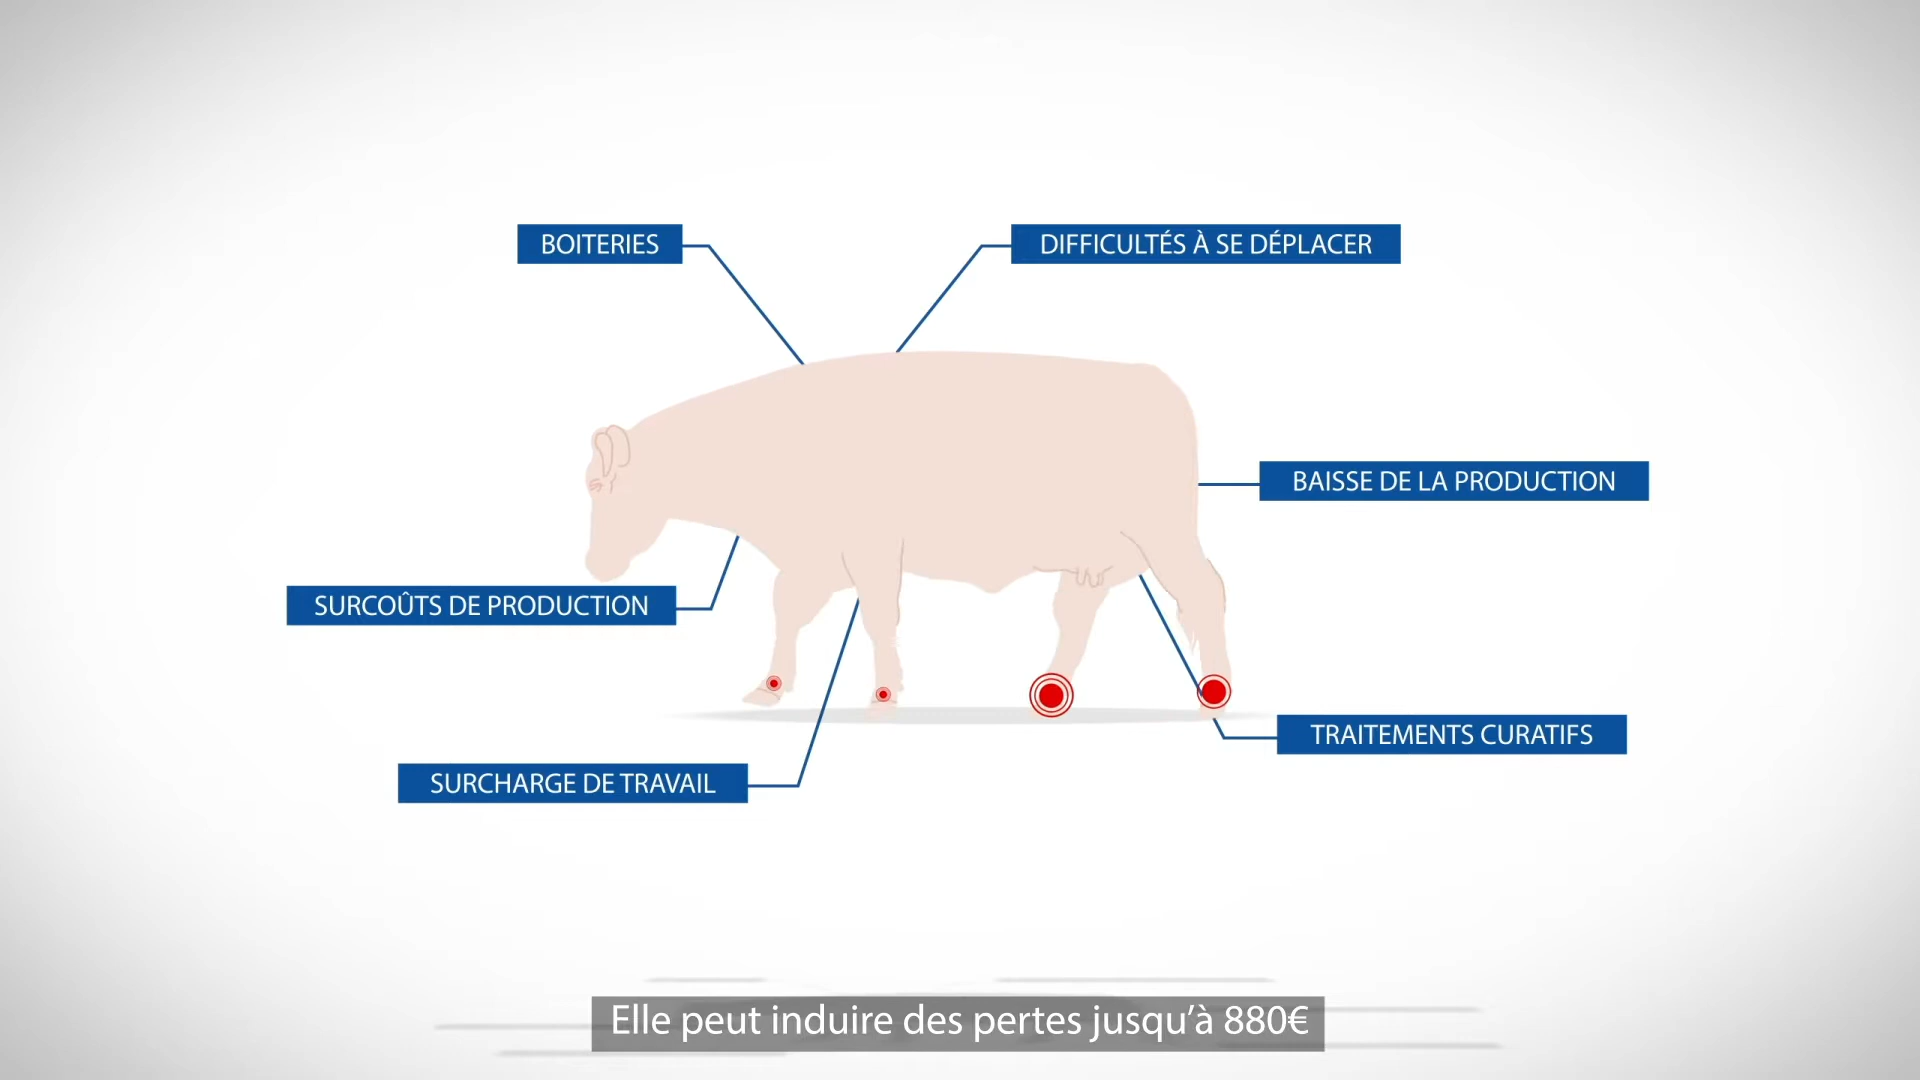 BOITERIES
DIFFICULTÉS À SE DÉPLACER
BAISSE DE LA PRODUCTION
SURCOÛTS DE PRODUCTION
TRAITEMENTS CURATIFS
SURCHARGE DE TRAVAIL
Elle peut induire des pertes jusqu’à 880€